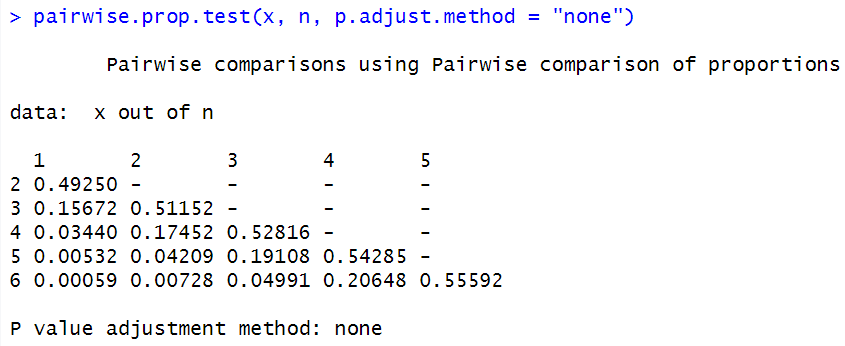 > pairwise.prop.test(x, n, p.adjust.method = "none")
Pairwise comparisons using Pairwise comparison of proportions
data:  x out of n
  1       2       3       4       5
2 0.49250 -       -       -       -
3 0.15672 0.51152 -       -       -
4 0.03440 0.17452 0.52816 -       -
5 0.00532 0.04209 0.19108 0.54285 -
6 0.00059 0.00728 0.04991 0.20648 0.55592
P value adjustment method: none